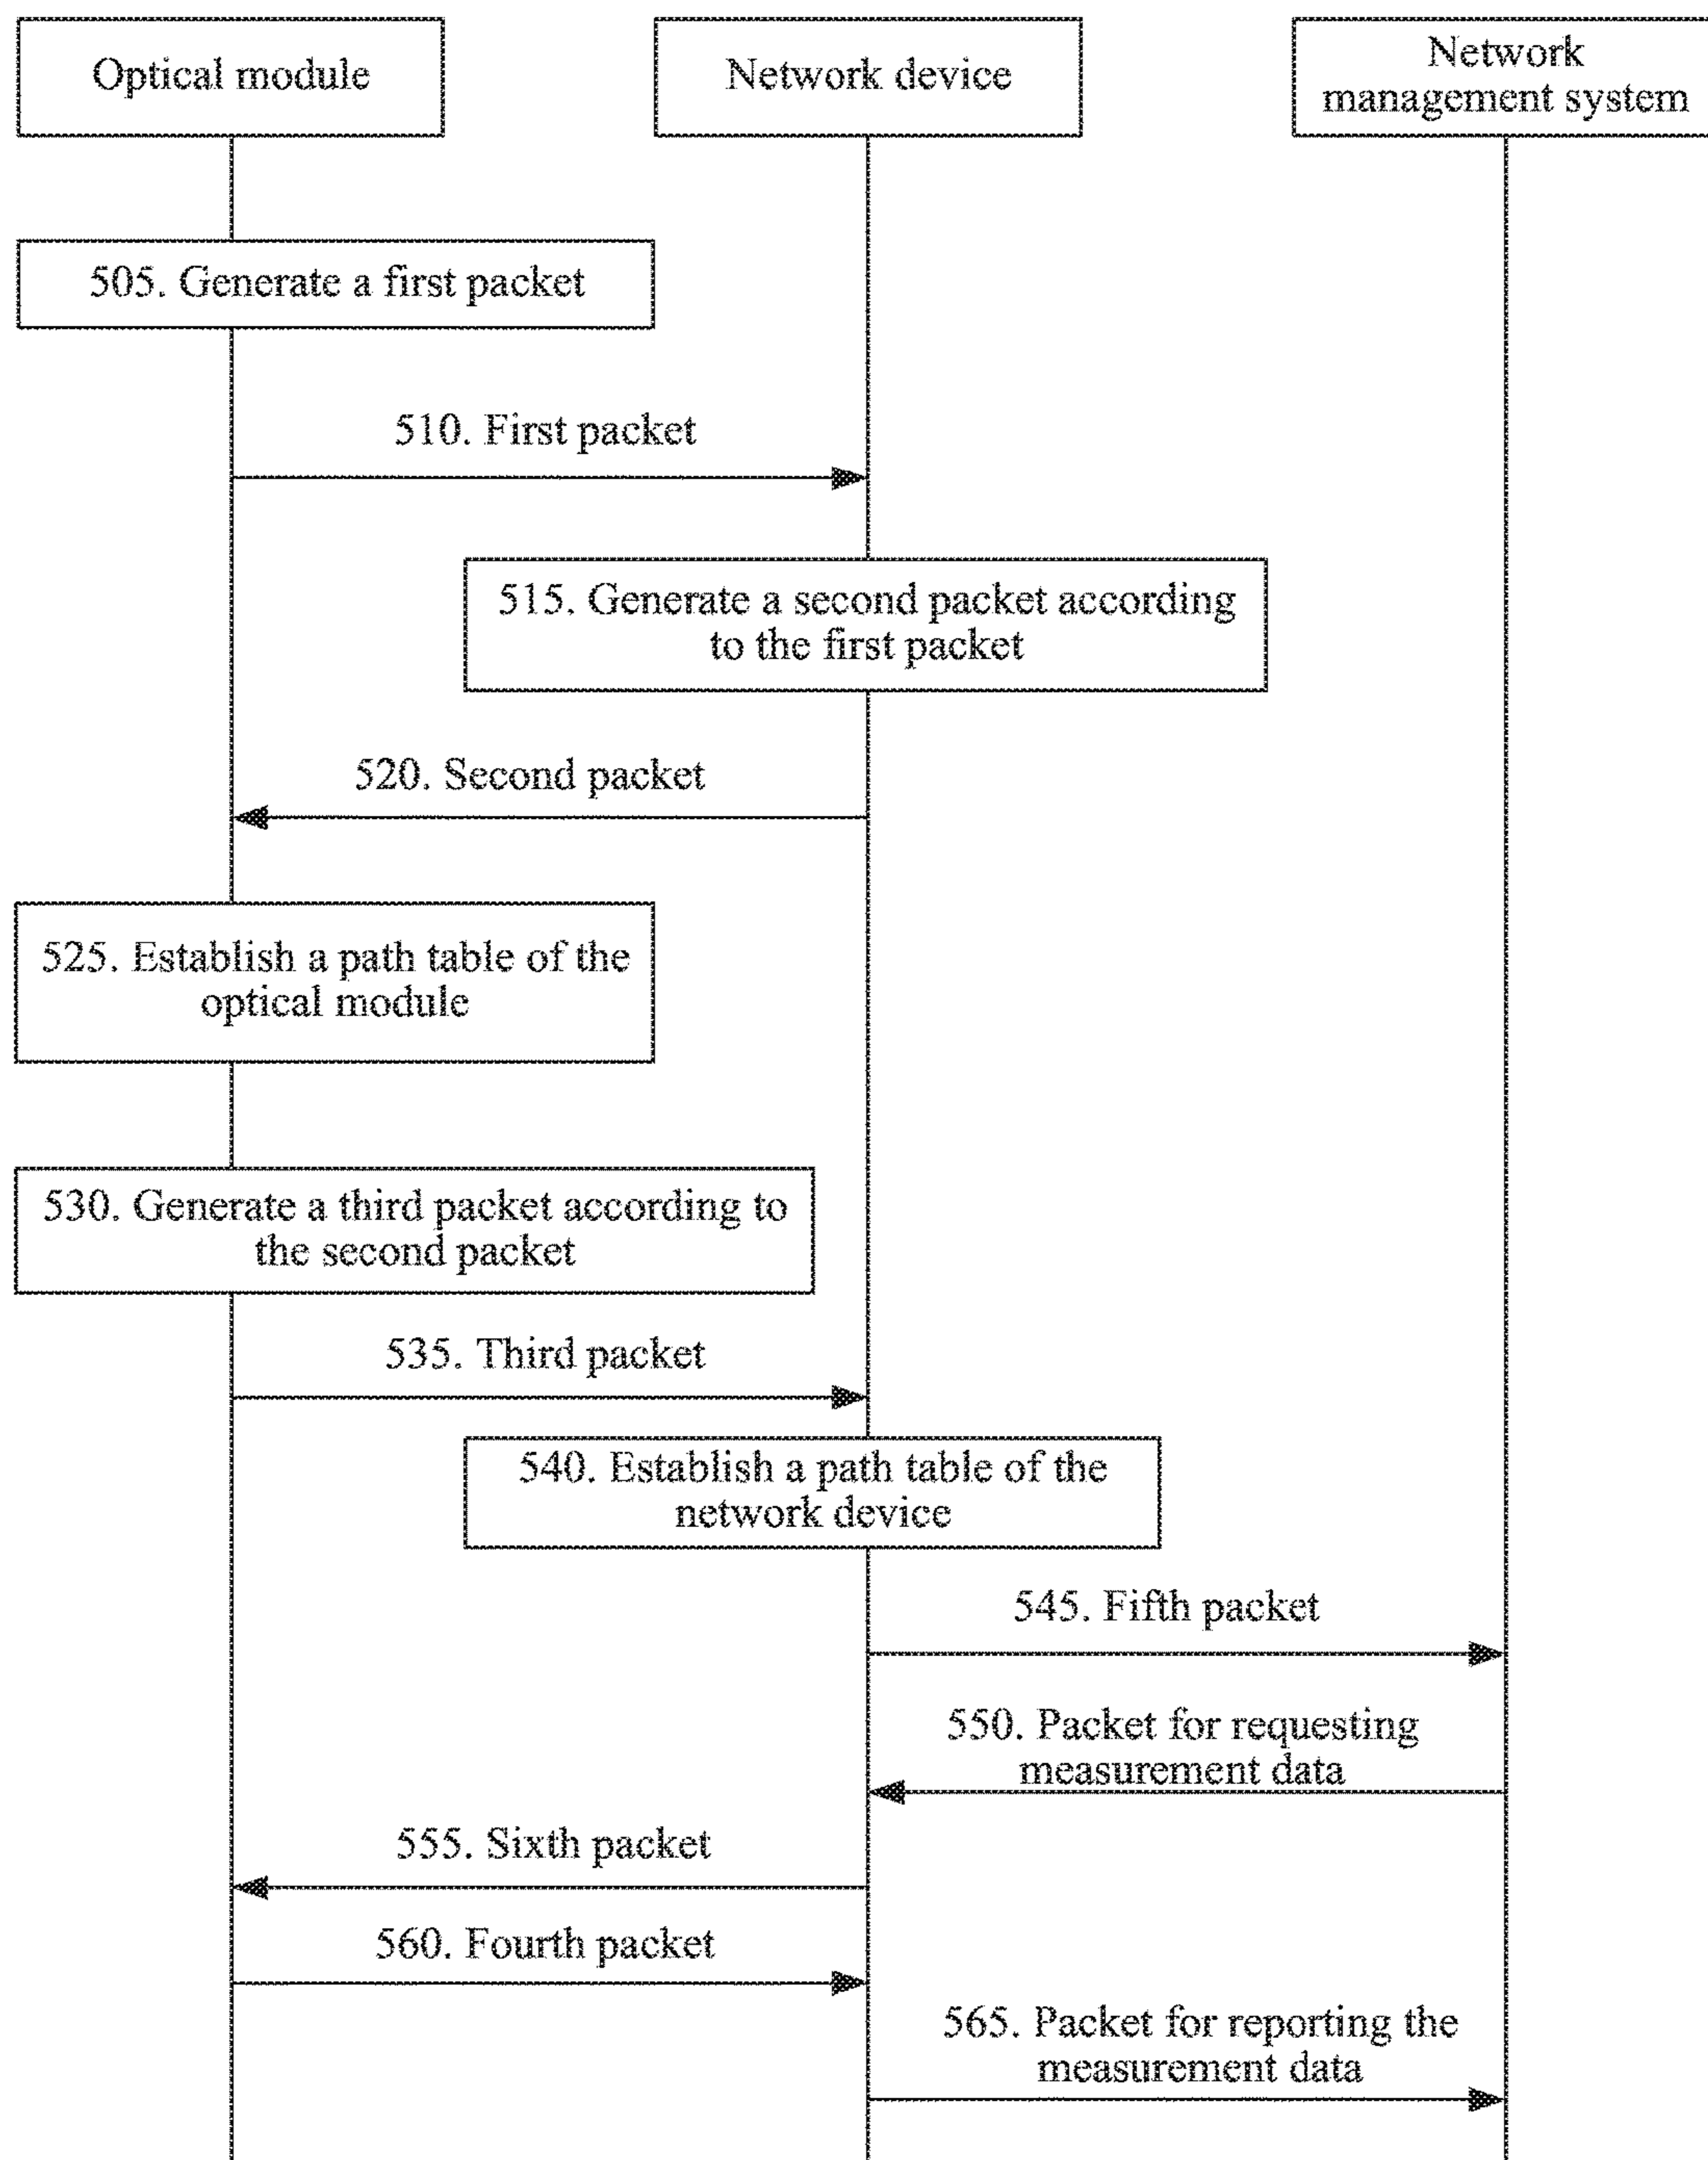 Optical module
Network device
Network
management system
505. Generate a first packet
510. First packet
515. Generate a second packet according
to the first packet
520. Second packet
525. Establish a path table of the
optical module
530. Generate a third packet according to
the second packet
535. Third packet
540. Establish a path table of the
network device
545. Fifth packet
550. Packet for requesting
measurement data
555. Sixth packet
560. Fourth packet
565. Packet for reporting the
measurement data